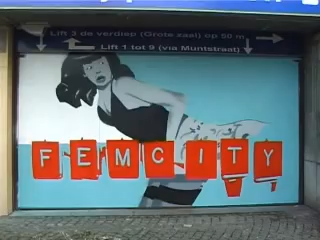 Lift 3 de verdiep (Grote zaal) op 50 m
Lift 1 tot 9 (via Muntstraat)
FEMCITY